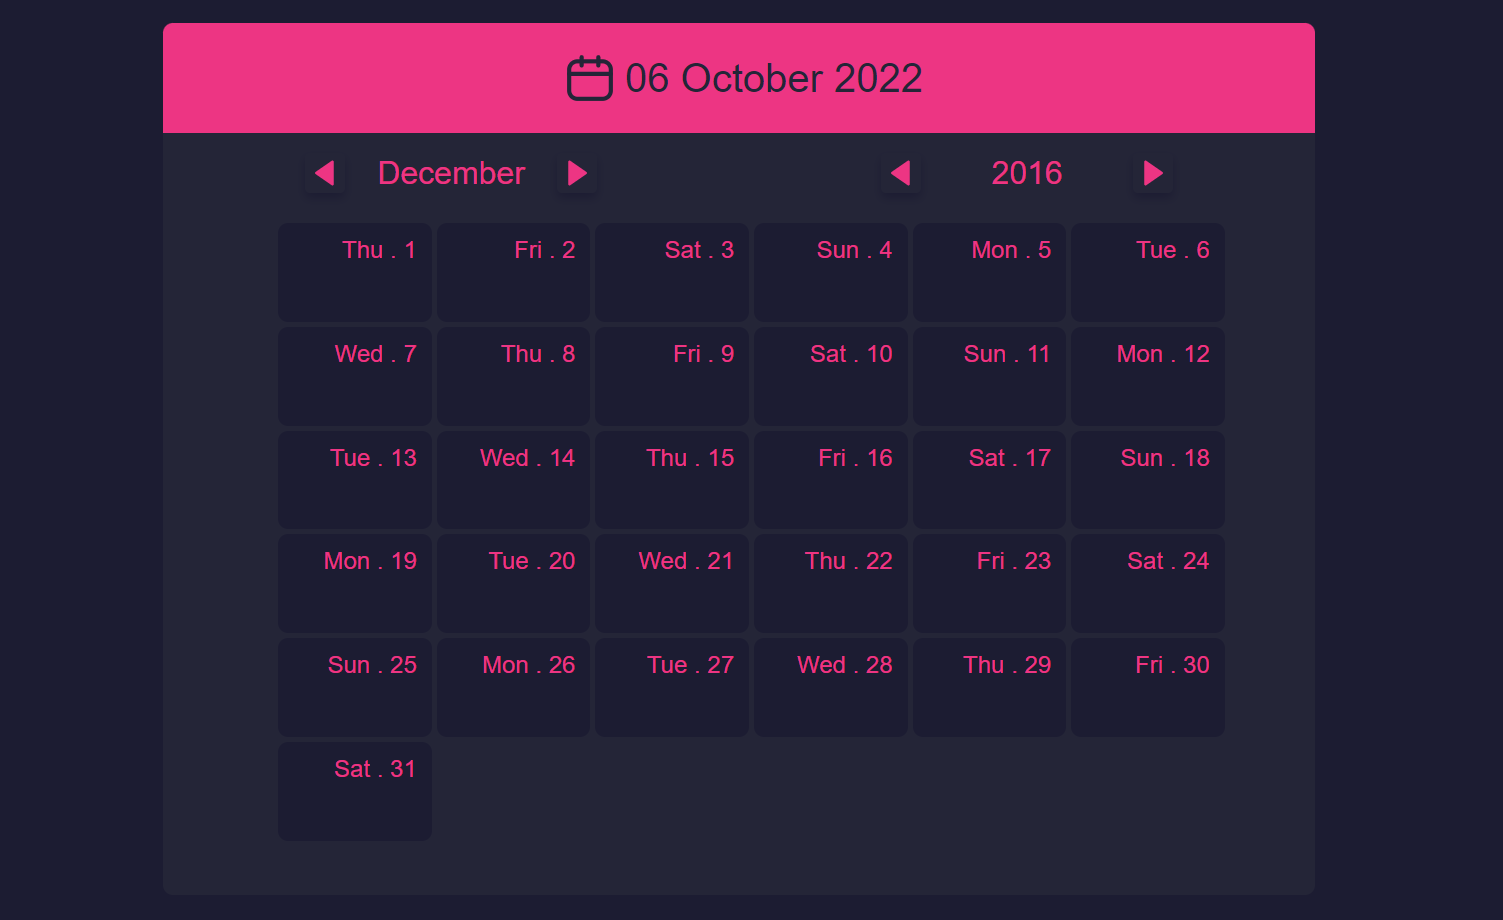 06 October 2022
December 2016
Thu . 1 Fri . 2 Sat . 3 Sun . 4 Mon . 5 Tue . 6
Wed . 7 Thu . 8 Fri . 9 Sat . 10 Sun . 11 Mon . 12
Tue . 13 Wed . 14 Thu . 15 Fri . 16 Sat . 17 Sun . 18
Mon . 19 Tue . 20 Wed . 21 Thu . 22 Fri . 23 Sat . 24
Sun . 25 Mon . 26 Tue . 27 Wed . 28 Thu . 29 Fri . 30
Sat . 31